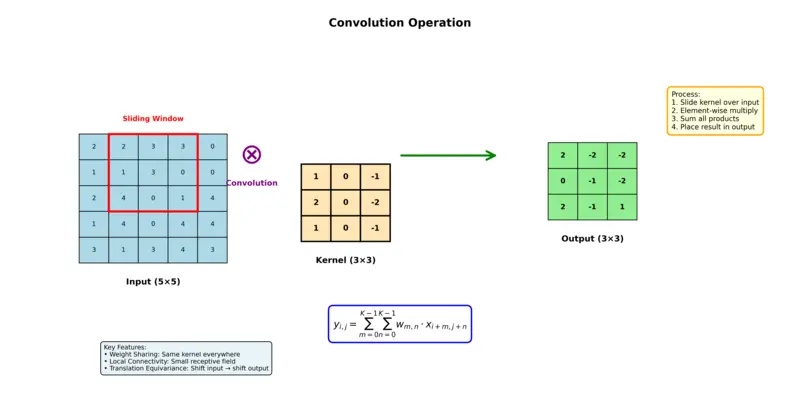 Convolution Operation
Process:
1. Slide kernel over input
2. Element-wise multiply
3. Sum all products
4. Place result in output
Sliding Window
2 2 3 3 0
1 1 3 0 0
2 4 0 1 4
1 4 0 4 4
3 1 3 4 3
Input (5×5)
⊗
Convolution
1 0 -1
2 0 -2
1 0 -1
Kernel (3×3)
2 -2 -2
0 -1 -2
2 -1 1
Output (3×3)
y_{i,j} = \sum_{m=0}^{K-1} \sum_{n=0}^{K-1} w_{m,n} · x_{i+m,j+n}
Key Features:
• Weight Sharing: Same kernel everywhere
• Local Connectivity: Small receptive field
• Translation Equivariance: Shift input → shift output